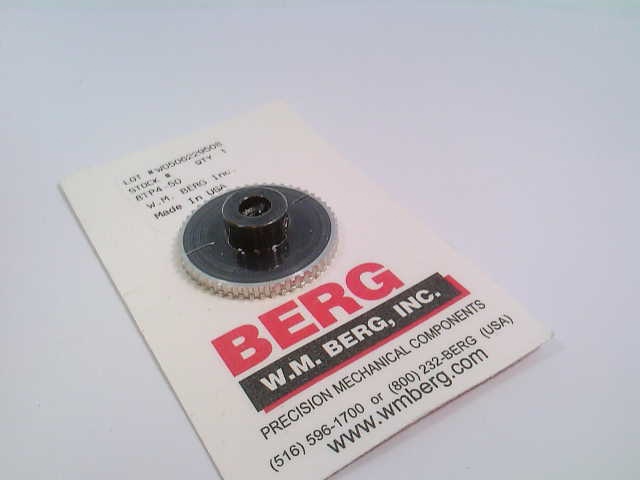 LOT #W0506229508
STOCK # QTY 1
BTP4-50
W.M. BERG Inc.
Made In USA
BERG
W.M. BERG, INC.
PRECISION MECHANICAL COMPONENTS
(516) 596-1700 or (800) 232-BERG (USA)
www.wmberg.com